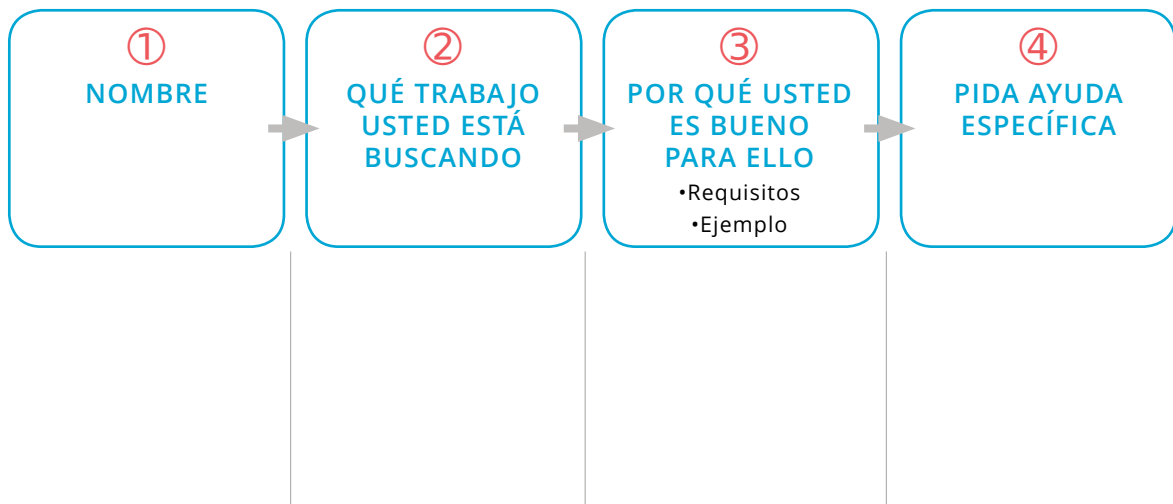 ①
NOMBRE
②
QUÉ TRABAJO
USTED ESTÁ
BUSCANDO
③
POR QUÉ USTED
ES BUENO
PARA ELLO
•Requisitos
•Ejemplo
④
PIDA AYUDA
ESPECÍFICA